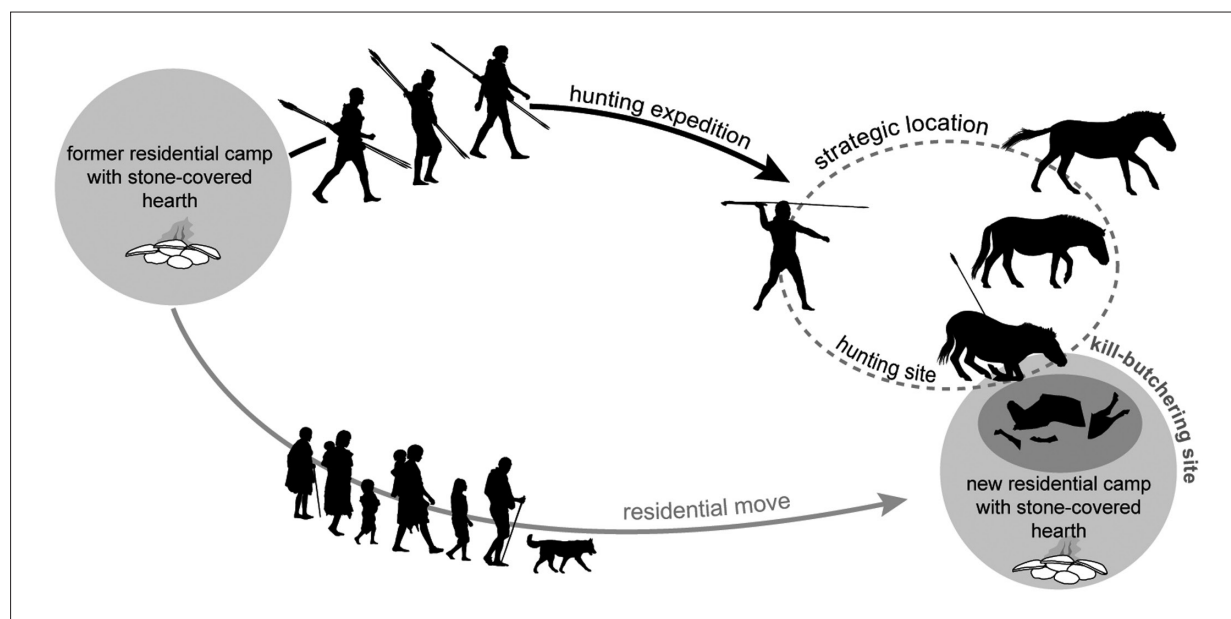 former residential camp
with stone-covered
hearth
hunting expedition
strategic location
hunting site
kill-butchering site
residential move
new residential camp
with stone-covered
hearth